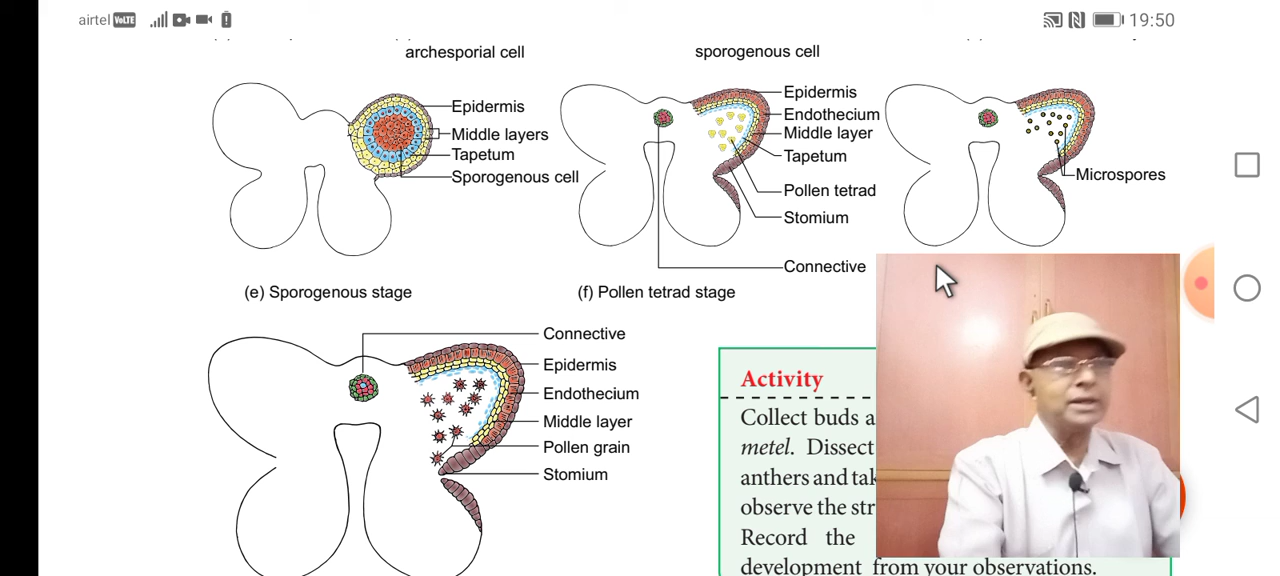 airtel VoLTE 19:50
archesporial cell
sporogenous cell
Epidermis
Middle layers
Tapetum
Sporogenous cell
(e) Sporogenous stage
Epidermis
Endothecium
Middle layer
Tapetum
Pollen tetrad
Stomium
Connective
(f) Pollen tetrad stage
Microspores
Connective
Epidermis
Endothecium
Middle layer
Pollen grain
Stomium
Activity
Collect buds a
metel. Dissect
anthers and tak
observe the str
Record the
development from your observations.